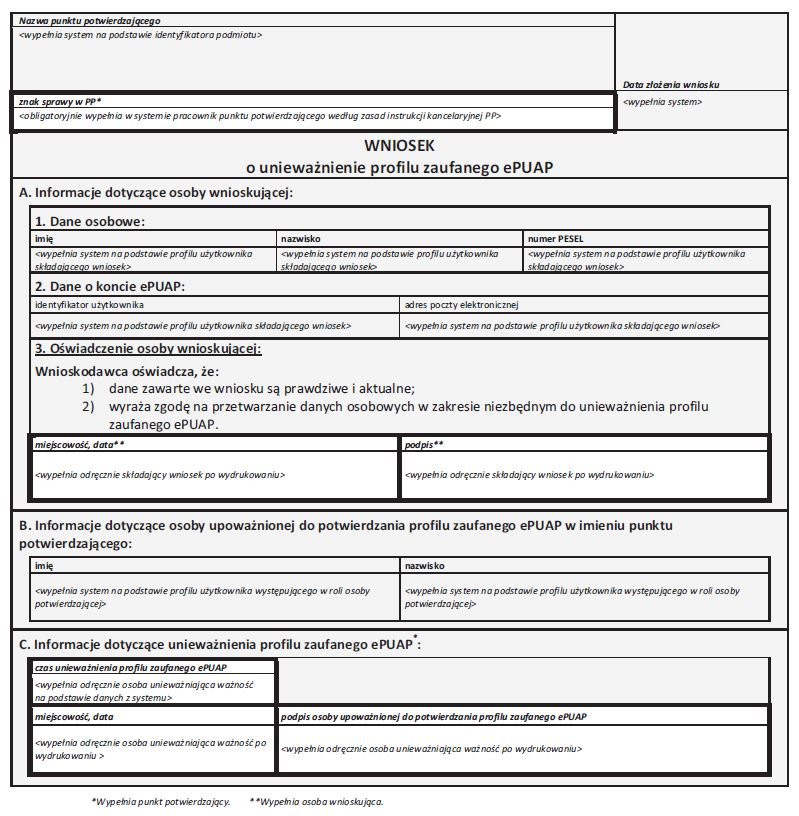 Nazwa punktu potwierdzającego
<wypełnia system na podstawie identyfikatora podmiotu>
Data złożenia wniosku
<wypełnia system>
znak sprawy w PP*
<obligatoryjnie wypełnia w systemie pracownik punktu potwierdzającego według zasad instrukcji kancelaryjnej PP>
WNIOSEK
o unieważnienie profilu zaufanego ePUAP
A. Informacje dotyczące osoby wnioskującej:
1. Dane osobowe:
imię nazwisko numer PESEL
<wypełnia system na podstawie profilu użytkownika <wypełnia system na podstawie profilu użytkownika <wypełnia system na podstawie profilu użytkownika
składającego wniosek> składającego wniosek> składającego wniosek>
2. Dane o koncie ePUAP:
identyfikator użytkownika adres poczty elektronicznej
<wypełnia system na podstawie profilu użytkownika składającego wniosek> <wypełnia system na podstawie profilu użytkownika składającego wniosek>
3. Oświadczenie osoby wnioskującej:
Wnioskodawca oświadcza, że:
1) dane zawarte we wniosku są prawdziwe i aktualne;
2) wyraża zgodę na przetwarzanie danych osobowych w zakresie niezbędnym do unieważnienia profilu
zaufanego ePUAP.
miejscowość, data** podpis**
<wypełnia odręcznie składający wniosek po wydrukowaniu> <wypełnia odręcznie składający wniosek po wydrukowaniu>
B. Informacje dotyczące osoby upoważnionej do potwierdzania profilu zaufanego ePUAP w imieniu punktu
potwierdzającego:
imię nazwisko
<wypełnia system na podstawie profilu użytkownika występującego w roli osoby <wypełnia system na podstawie profilu użytkownika występującego w roli osoby
potwierdzającej> potwierdzającej>
C. Informacje dotyczące unieważnienia profilu zaufanego ePUAP*:
czas unieważnienia profilu zaufanego ePUAP
<wypełnia odręcznie osoba unieważniająca ważność
na podstawie danych z systemu>
miejscowość, data podpis osoby upoważnionej do potwierdzania profilu zaufanego ePUAP
<wypełnia odręcznie osoba unieważniająca ważność po <wypełnia odręcznie osoba unieważniająca ważność po wydrukowaniu>
wydrukowaniu >
*Wypełnia punkt potwierdzający. **Wypełnia osoba wnioskująca.